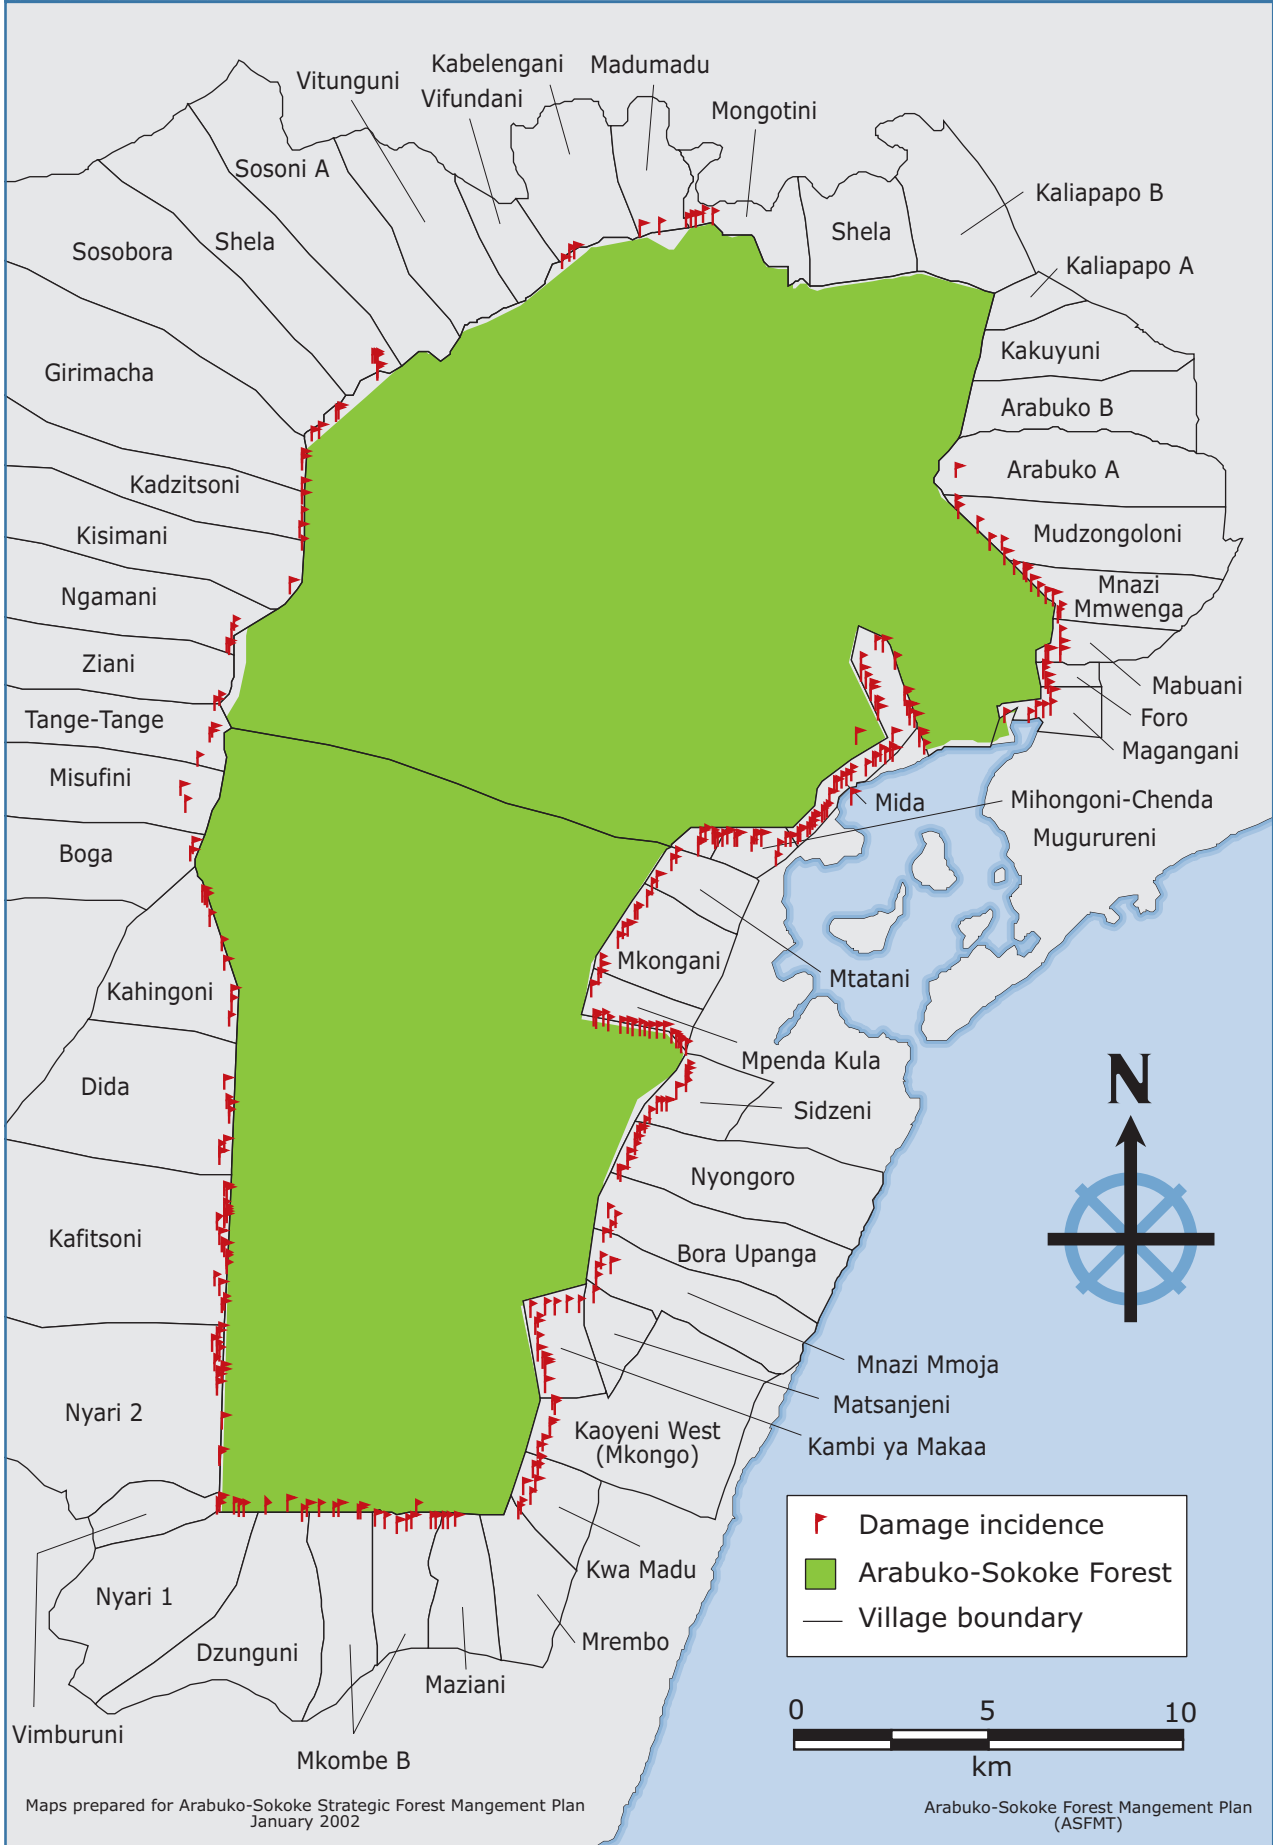 Kabelengani
Madumadu
Vitunguni
Vifundani
Mongotini
Sosoni A
Kaliapapo B
Shela
Shela
Sosobora
Kaliapapo A
Kakuyuni
Girimacha
Arabuko B
Arabuko A
Kadzitsoni
Kisimani
Mudzongoloni
Mnazi
Mmwenga
Ngamani
Ziani
Mabuani
Tange-Tange
Foro
Magangani
Misufini
Mida
Mihongoni-Chenda
Mugurureni
Boga
Mkongani
Mtatani
Kahingoni
Mpenda Kula
Dida
Sidzeni
Nyongoro
Kafitsoni
Bora Upanga
Mnazi Mmoja
Matsanjeni
Nyari 2
Kaoyeni West
(Mkongo)
Kambi ya Makaa
Kwa Madu
Nyari 1
Mrembo
Dzunguni
Maziani
Vimburuni
Mkombe B
N
Damage incidence
Arabuko-Sokoke Forest
Village boundary
0 5 10
km
Maps prepared for Arabuko-Sokoke Strategic Forest Mangement Plan
January 2002
Arabuko-Sokoke Forest Mangement Plan
(ASFMT)